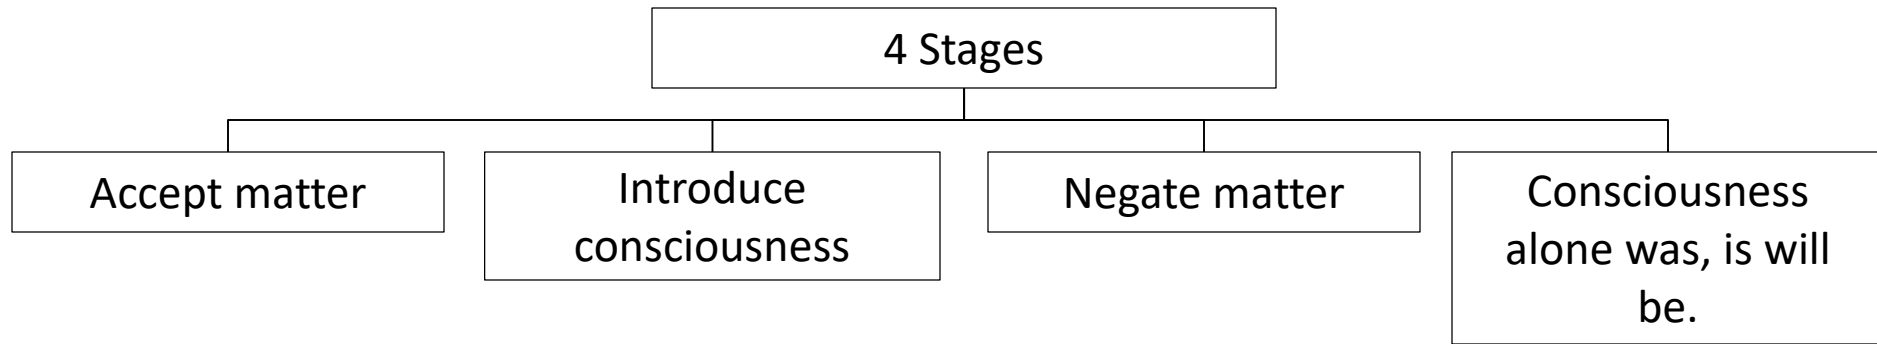 4 Stages
Accept matter
Introduce
consciousness
Negate matter
Consciousness
alone was, is will
be.